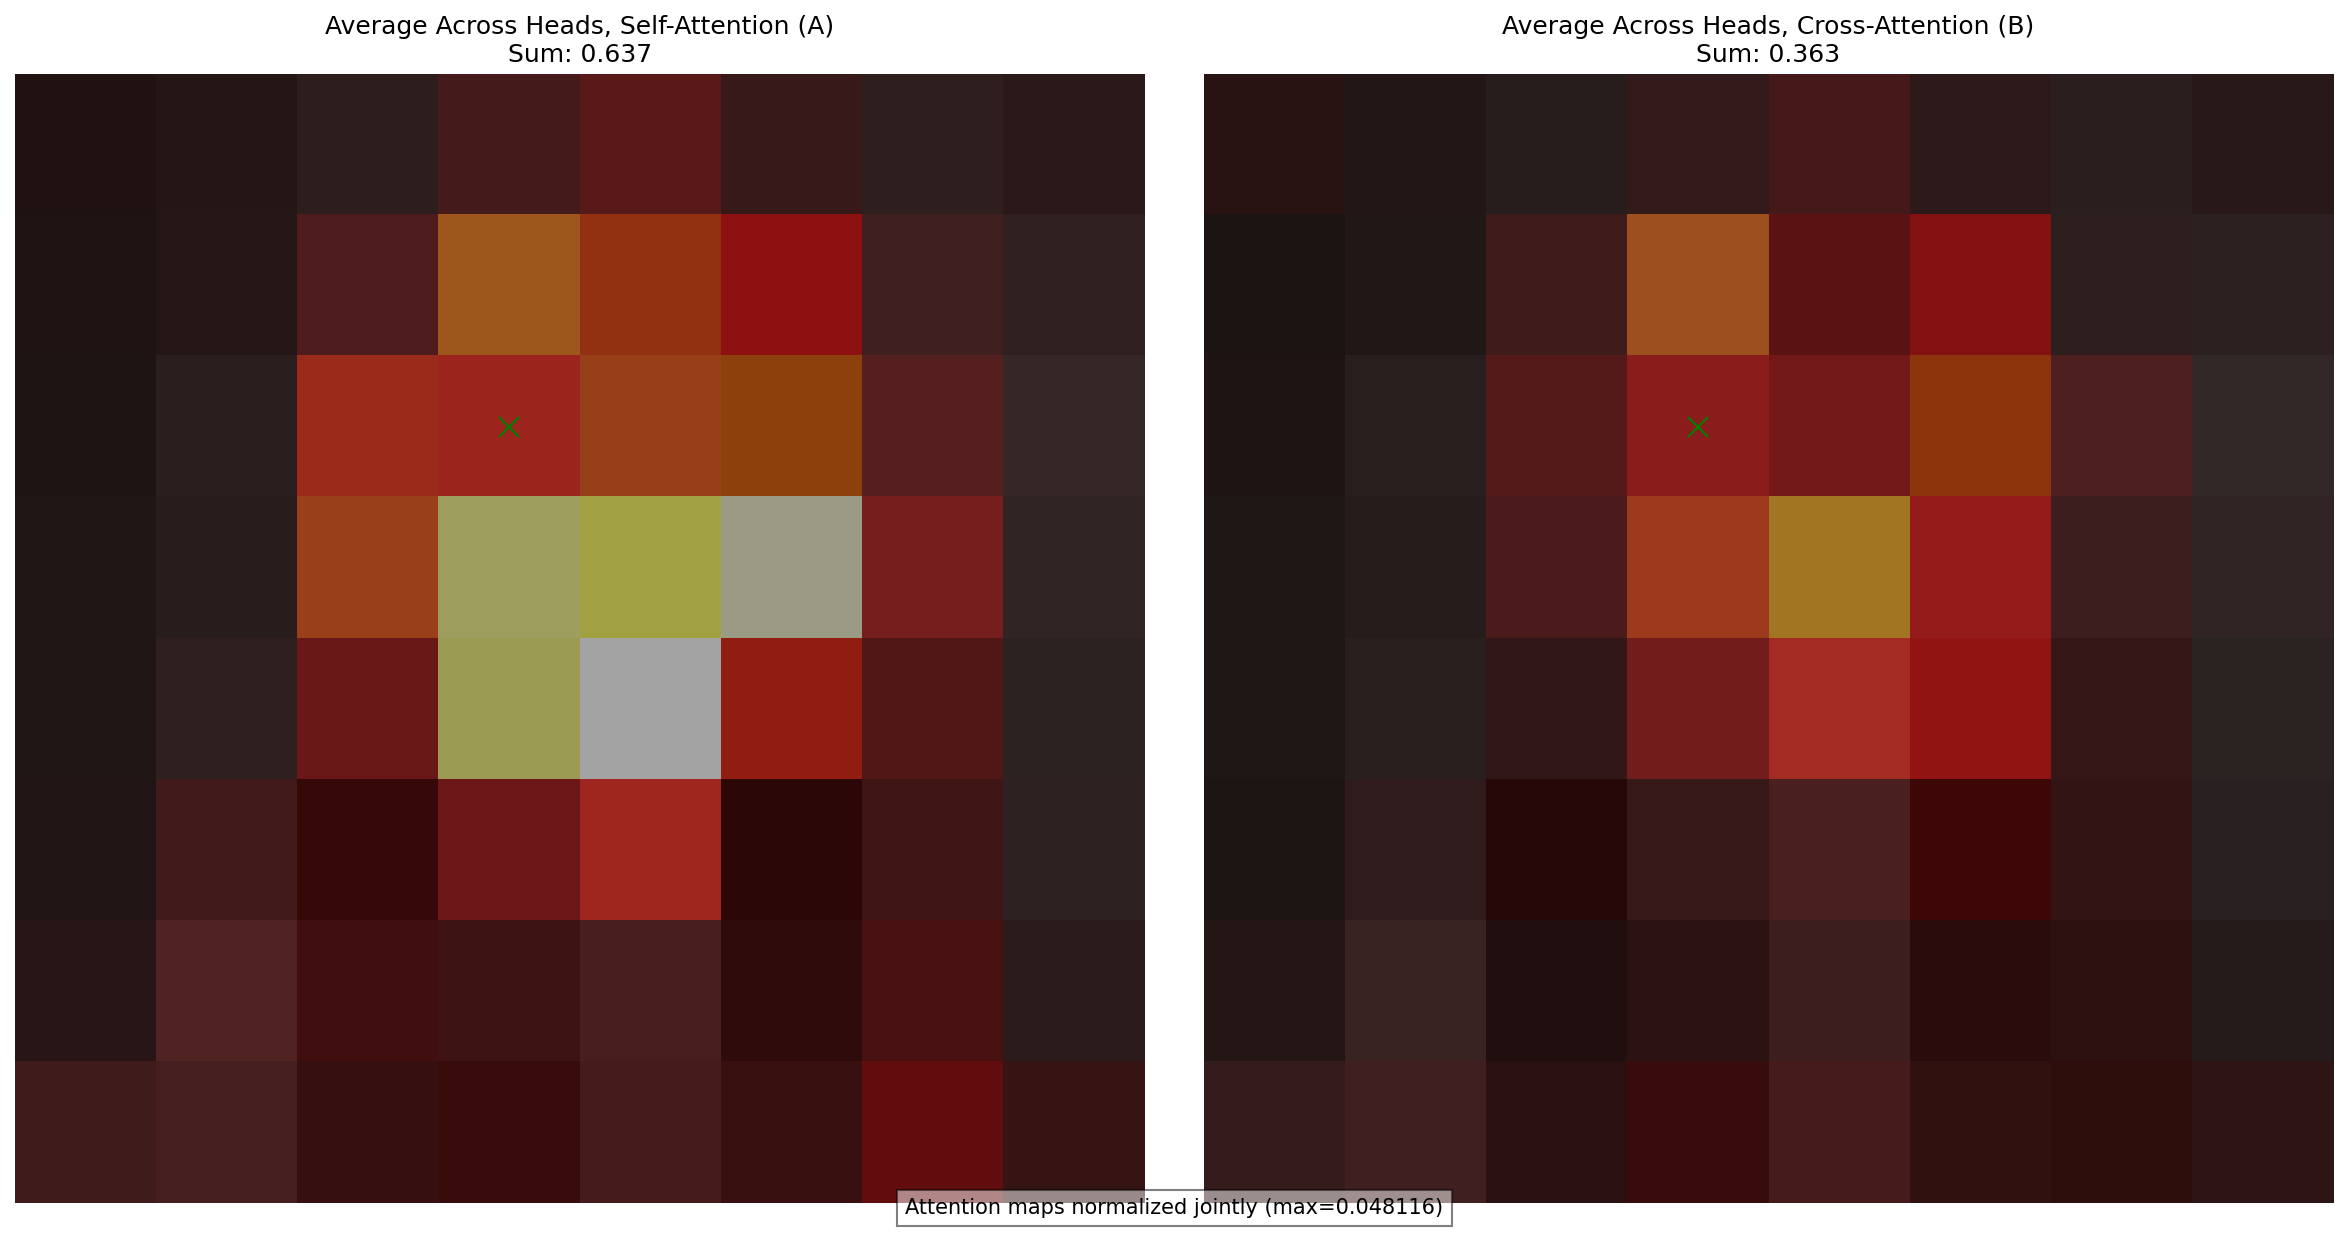 Average Across Heads, Self-Attention (A)
Sum: 0.637
Average Across Heads, Cross-Attention (B)
Sum: 0.363
Attention maps normalized jointly (max=0.048116)